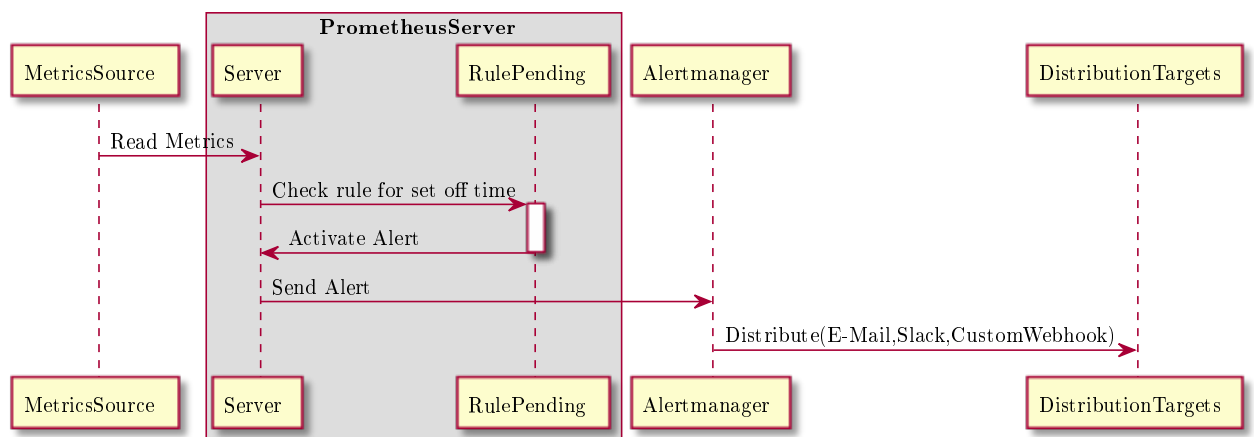 PrometheusServer
MetricsSource
Server
RulePending
Alertmanager
DistributionTargets
Read Metrics
Check rule for set off time
Activate Alert
Send Alert
Distribute(E-Mail,Slack,CustomWebhook)
MetricsSource
Server
RulePending
Alertmanager
DistributionTargets